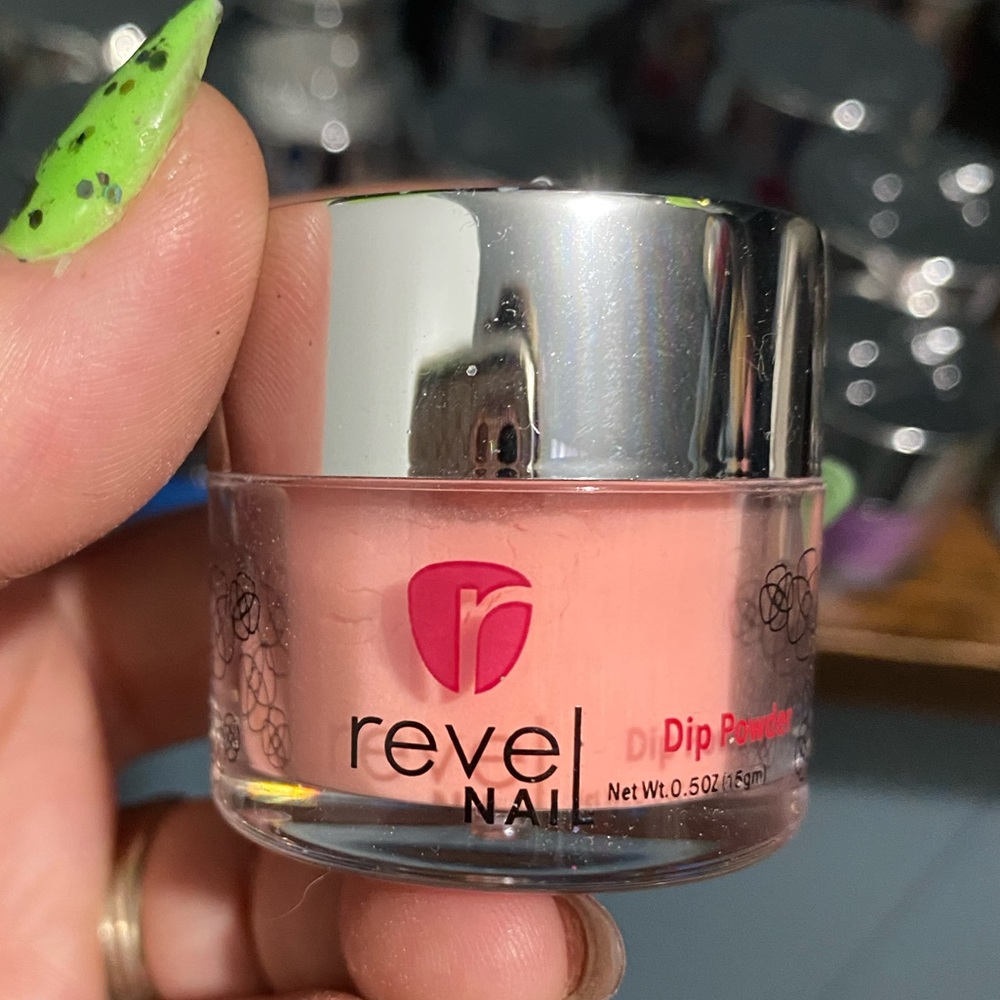 r
revel
NAIL
Dip Powder
Net Wt. 0.5OZ (15gm)